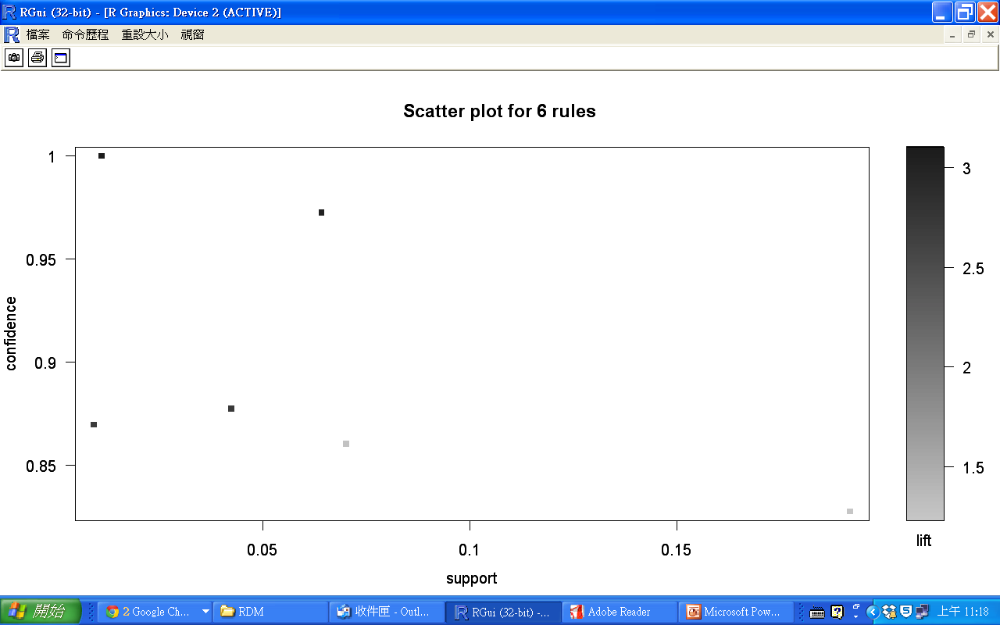 RGui (32-bit) - [R Graphics: Device 2 (ACTIVE)]
檔案 命令歷程 重設大小 視窗
Scatter plot for 6 rules
1
0.95
0.9
0.85
confidence
0.05 0.1 0.15
support
3
2.5
2
1.5
lift
開始 2 Google Ch... RDM 收件匣 - Outl... RGui (32-bit) -... Adobe Reader Microsoft Pow... 上午 11:18